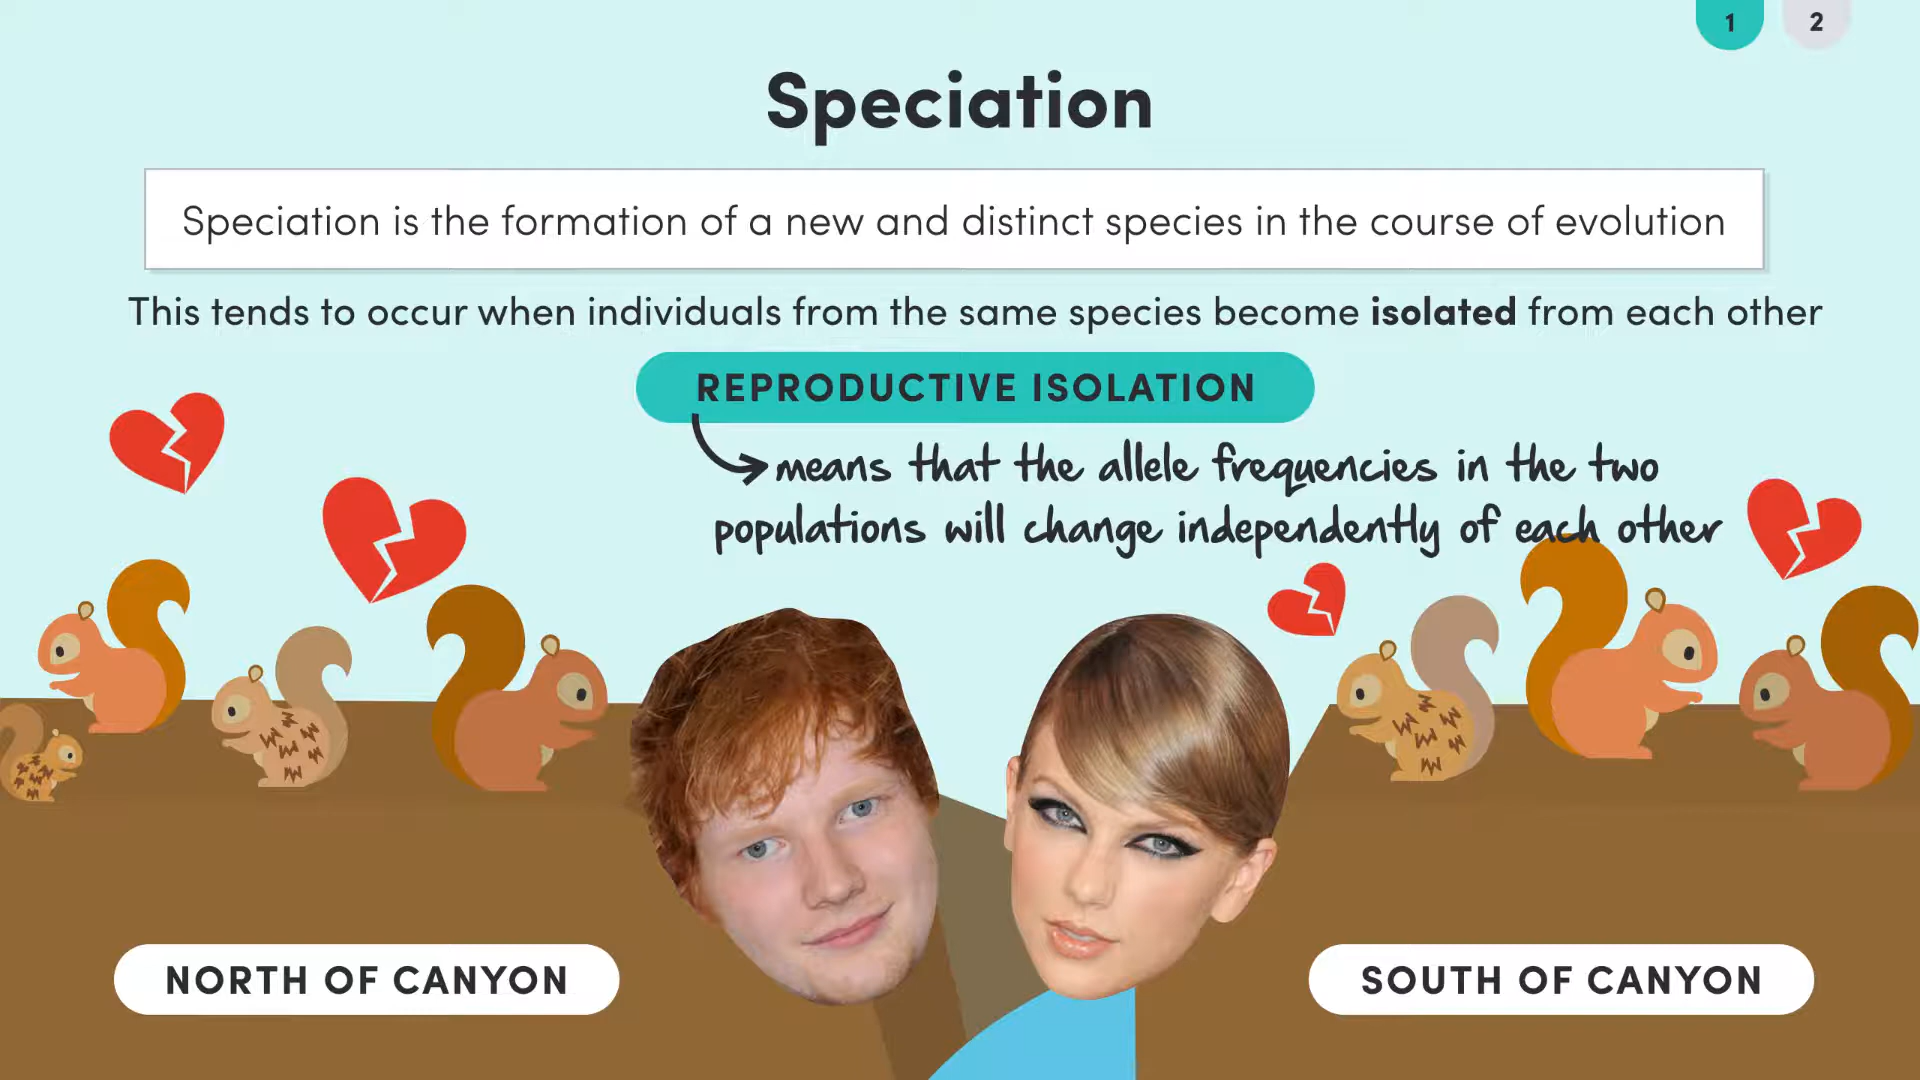 1 2
Speciation
Speciation is the formation of a new and distinct species in the course of evolution
This tends to occur when individuals from the same species become isolated from each other
REPRODUCTIVE ISOLATION
means that the allele frequencies in the two
populations will change independently of each other
NORTH OF CANYON
SOUTH OF CANYON